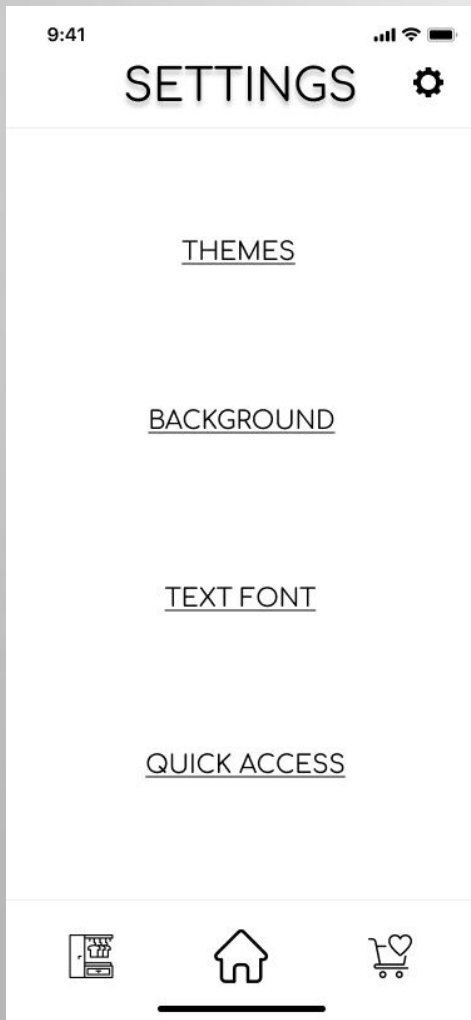 9:41
SETTINGS
THEMES
BACKGROUND
TEXT FONT
QUICK ACCESS